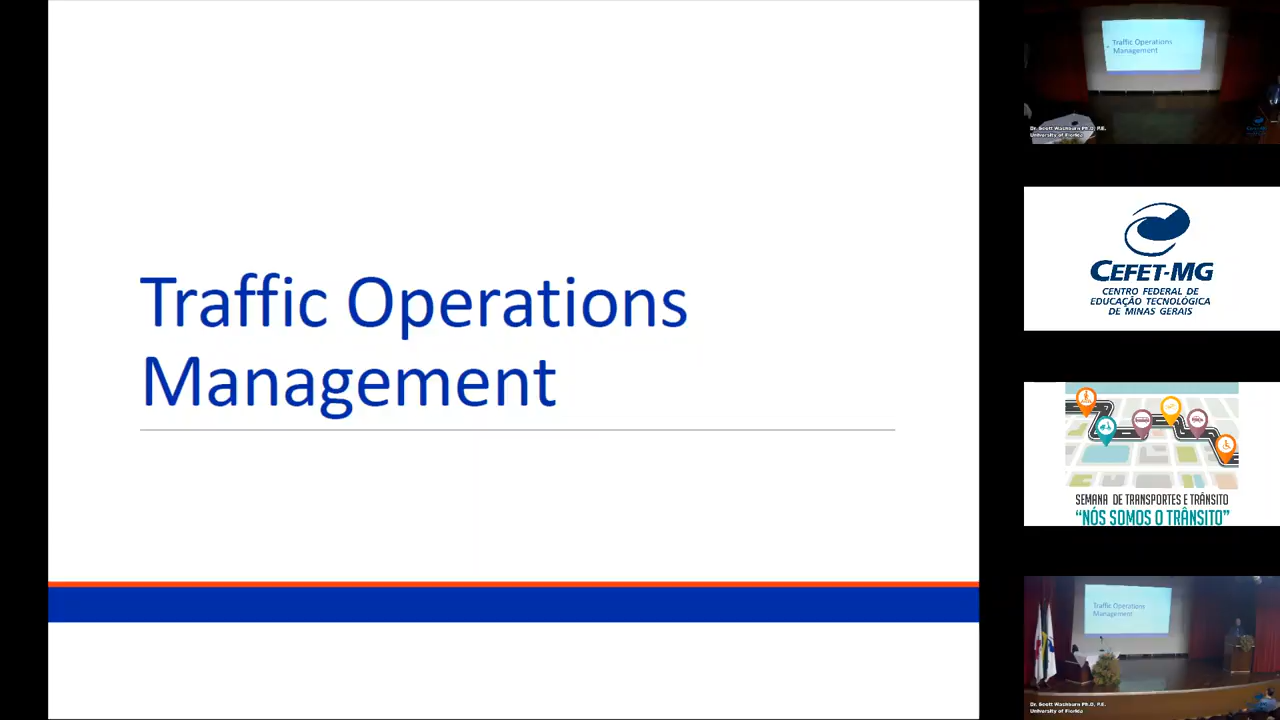 Traffic Operations
Management
Traffic Operations
Management
Dr. Scott Washburn Ph.D, P.E.
University of Florida
CEFET-MG
CENTRO FEDERAL DE
EDUCAÇÃO TECNOLÓGICA
DE MINAS GERAIS
SEMANA DE TRANSPORTES E TRÂNSITO
“NÓS SOMOS O TRÂNSITO”
Traffic Operations
Management
Dr. Scott Washburn Ph.D, P.E.
University of Florida